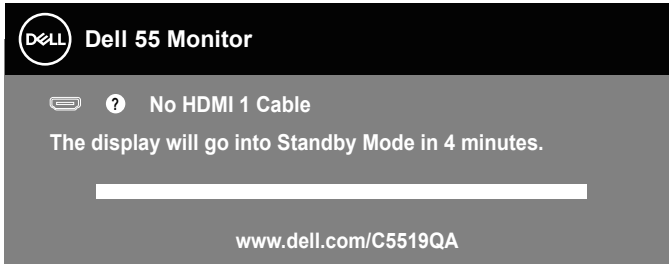 DELL Dell 55 Monitor
? No HDMI 1 Cable
The display will go into Standby Mode in 4 minutes.
www.dell.com/C5519QA